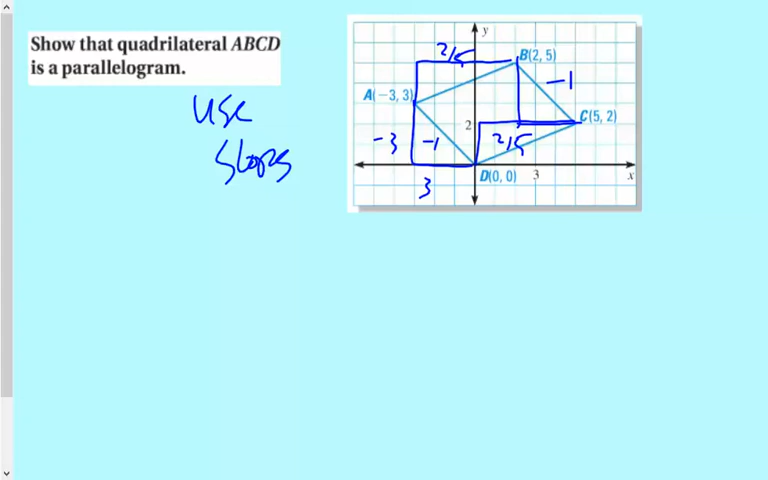 Show that quadrilateral ABCD
is a parallelogram.
use
slopes
y
2/5
B(2, 5)
-1
A(−3, 3)
C(5, 2)
2
-3
-1
2/5
D(0, 0)
3
x
3